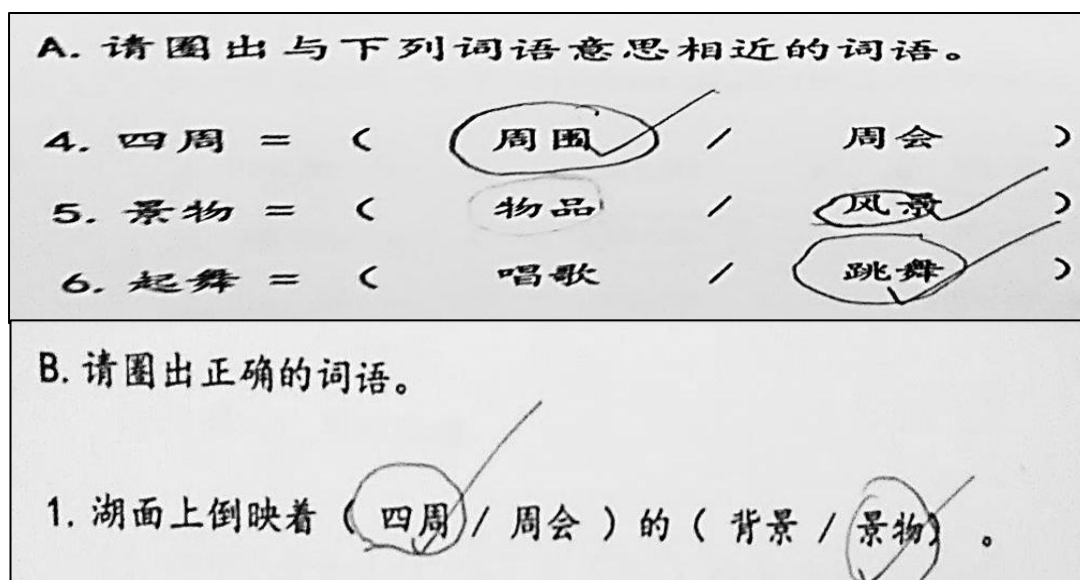 A. 请圈出与下列词语意思相近的词语。
4. 四周 = ( 周围 / 周会 )
5. 景物 = ( 物品 / 风景 )
6. 起舞 = ( 唱歌 / 跳舞 )
B. 请圈出正确的词语。
1. 湖面上倒映着 ( 四周 / 周会 ) 的 ( 背景 / 景物 ) 。